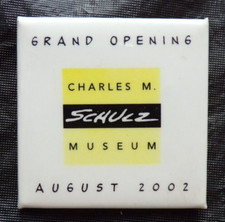 GRAND OPENING
CHARLES M.
SCHULZ
MUSEUM
AUGUST 2002